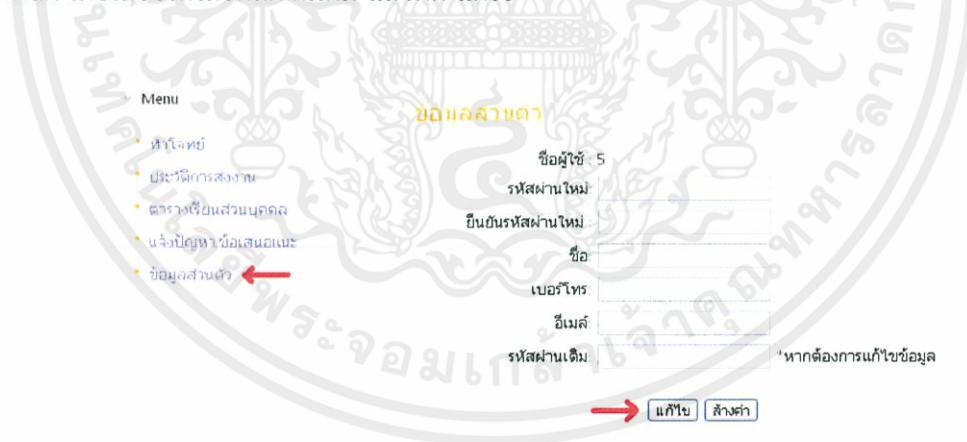 Menu
ทำโจทย์
ประวัติการส่งงาน
ตารางเรียนส่วนบุคคล
แจ้งปัญหา,ข้อเสนอแนะ
ข้อมูลส่วนตัว
ข้อมูลส่วนตัว
ชื่อผู้ใช้ : 5
รหัสผ่านใหม่:
ยืนยันรหัสผ่านใหม่ :
ชื่อ:
เบอร์โทร:
อีเมล์:
รหัสผ่านเดิม: *หากต้องการแก้ไขข้อมูล
แก้ไข ล้างค่า